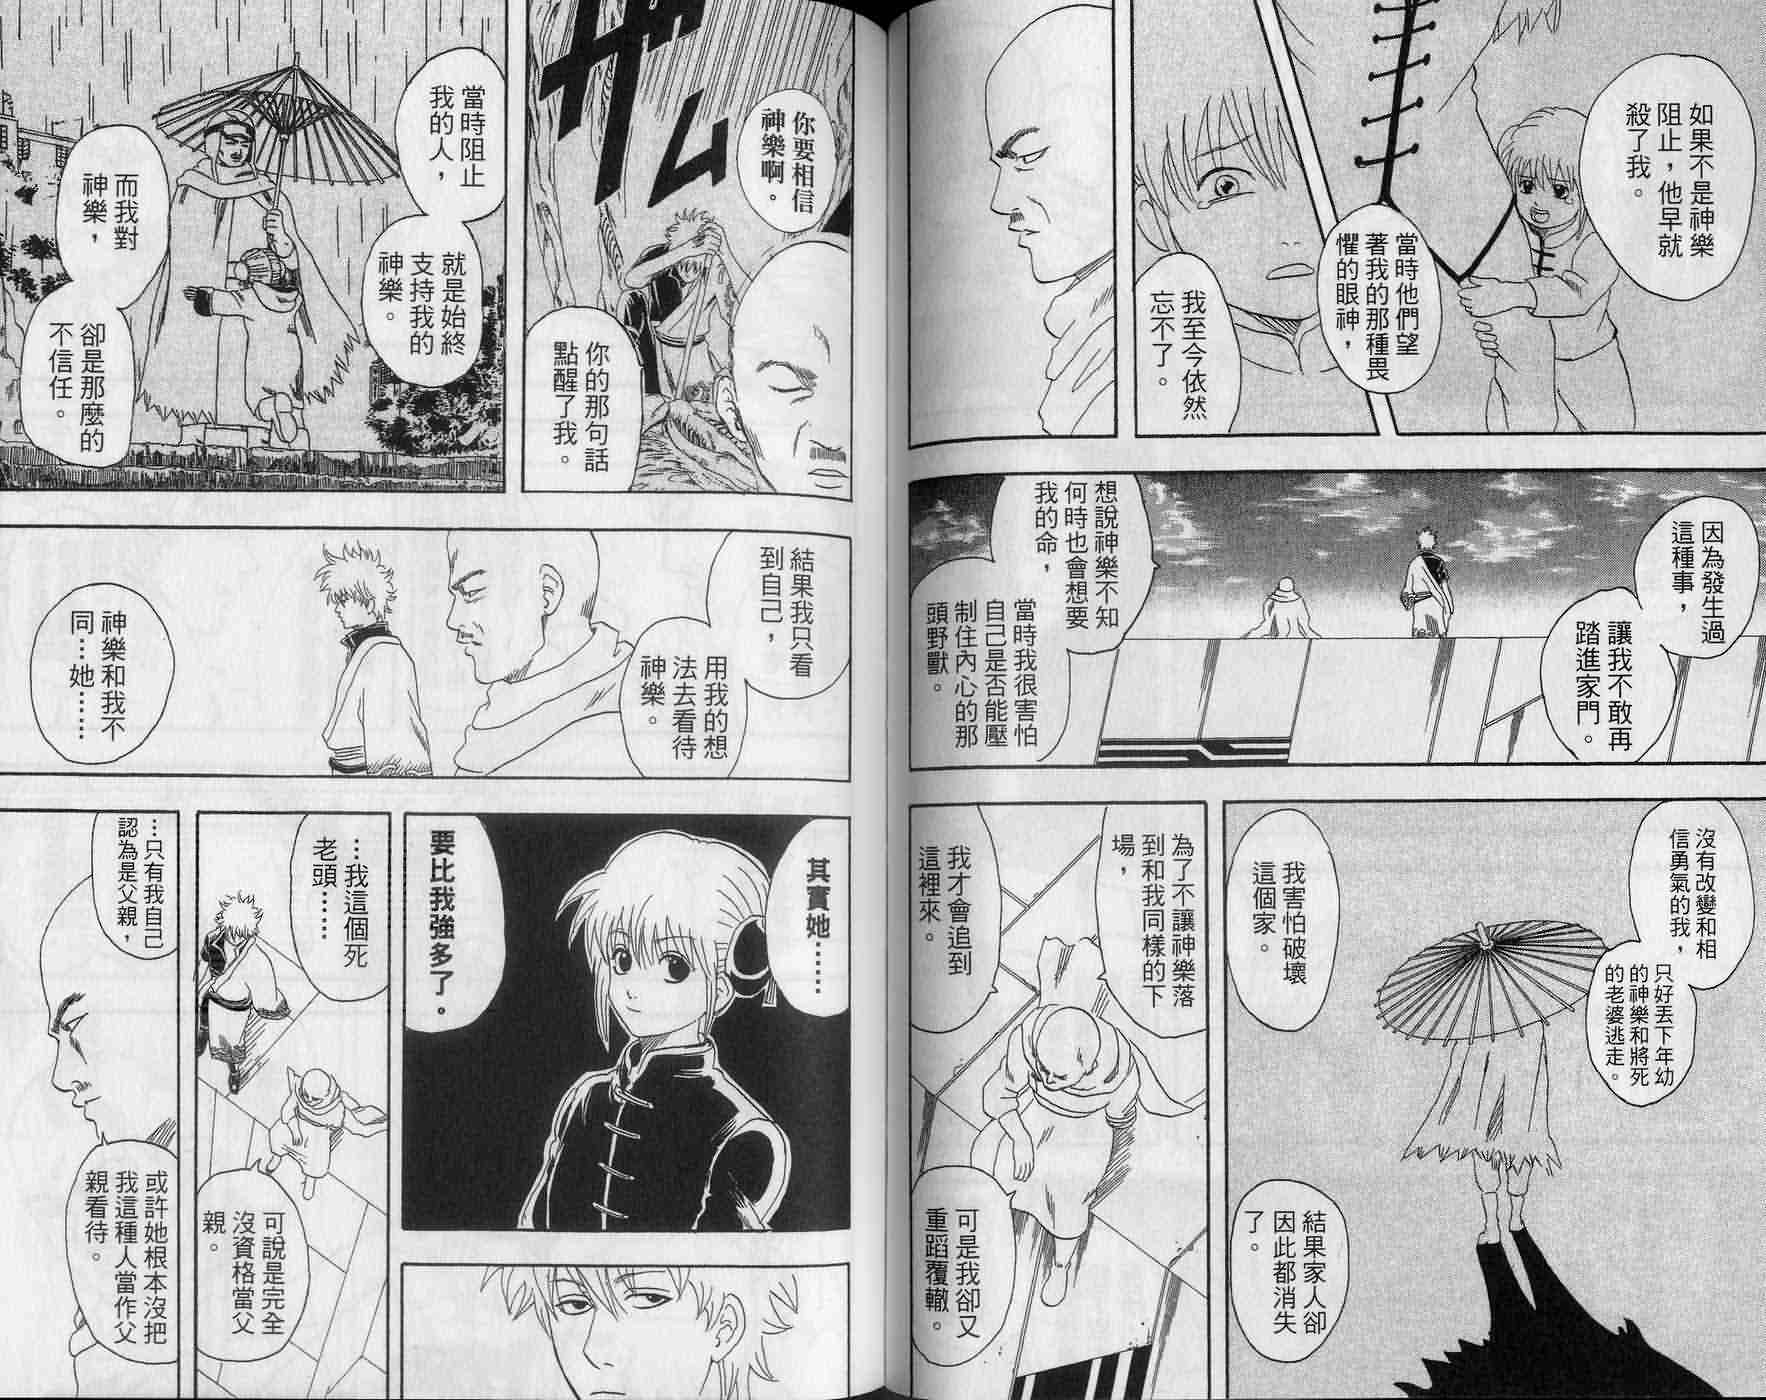 如果不是神樂
阻止，他早就
殺了我。
當時他們望
著我的那種畏
懼的眼神，
我至今依然
忘不了。
因為發生過
這種事，
讓我不敢再
踏進家門。
想說神樂不知
何時也會想要
我的命，
當時我很害怕
自己是否能壓
制住內心的那
頭野獸。
沒有改變和相
信勇氣的我，
只好丟下年幼
的神樂和將死
的老婆逃走。
我害怕破壞
這個家。
結果家人卻
因此都消失
了。
為了不讓神樂落
到和我同樣的下
場，
我才會追到
這裡來。
可是我卻又
重蹈覆轍。
你要相信
神樂啊。
你的那句話
點醒了我。
當時阻止
我的人，
就是始終
支持我的
神樂。
而我對
神樂，
卻是那麼的
不信任。
結果我只看
到自己，
用我的想
法去看待
神樂。
神樂和我不
同…她……
其實她……
要比我強多了。
…我這個死
老頭……
可說是完全
沒資格當父
親。
…只有我自己
認為是父親，
或許她根本沒把
我這種人當作父
親看待。